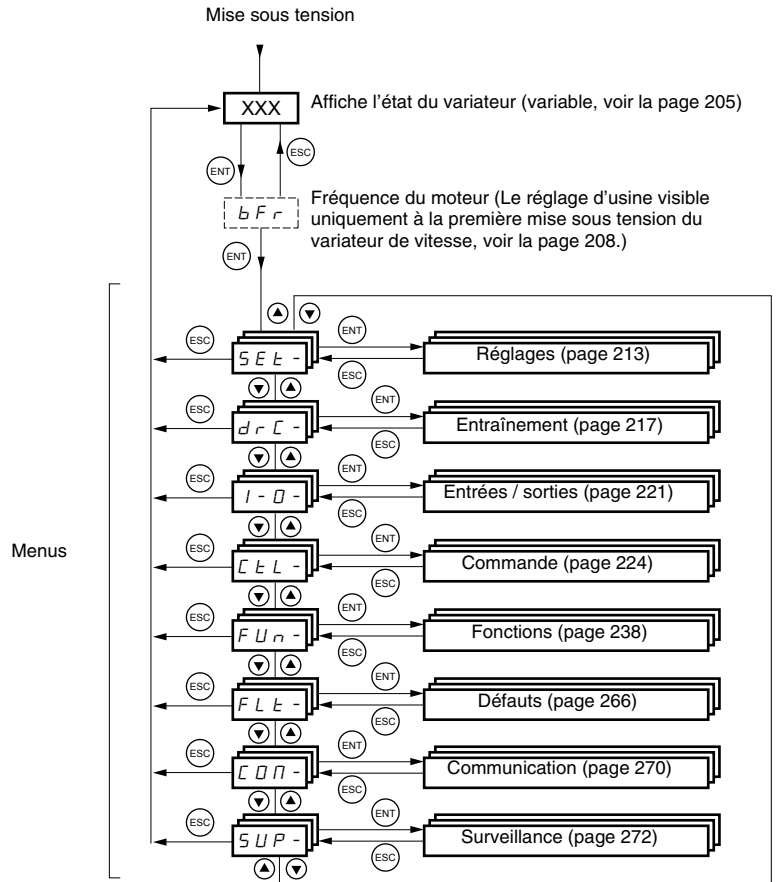 Mise sous tension
XXX
Affiche l'état du variateur (variable, voir la page 205)
ENT
ESC
bFr
Fréquence du moteur (Le réglage d'usine visible
uniquement à la première mise sous tension du
variateur de vitesse, voir la page 208.)
ENT
Menus
ESC
SEt-
ENT
ESC
Réglages (page 213)
ESC
drC-
ENT
ESC
Entraînement (page 217)
ESC
I-O-
ENT
ESC
Entrées / sorties (page 221)
ESC
CtL-
ENT
ESC
Commande (page 224)
ESC
FUn-
ENT
ESC
Fonctions (page 238)
ESC
FLt-
ENT
ESC
Défauts (page 266)
ESC
COM-
ENT
ESC
Communication (page 270)
ESC
SUP-
ENT
ESC
Surveillance (page 272)